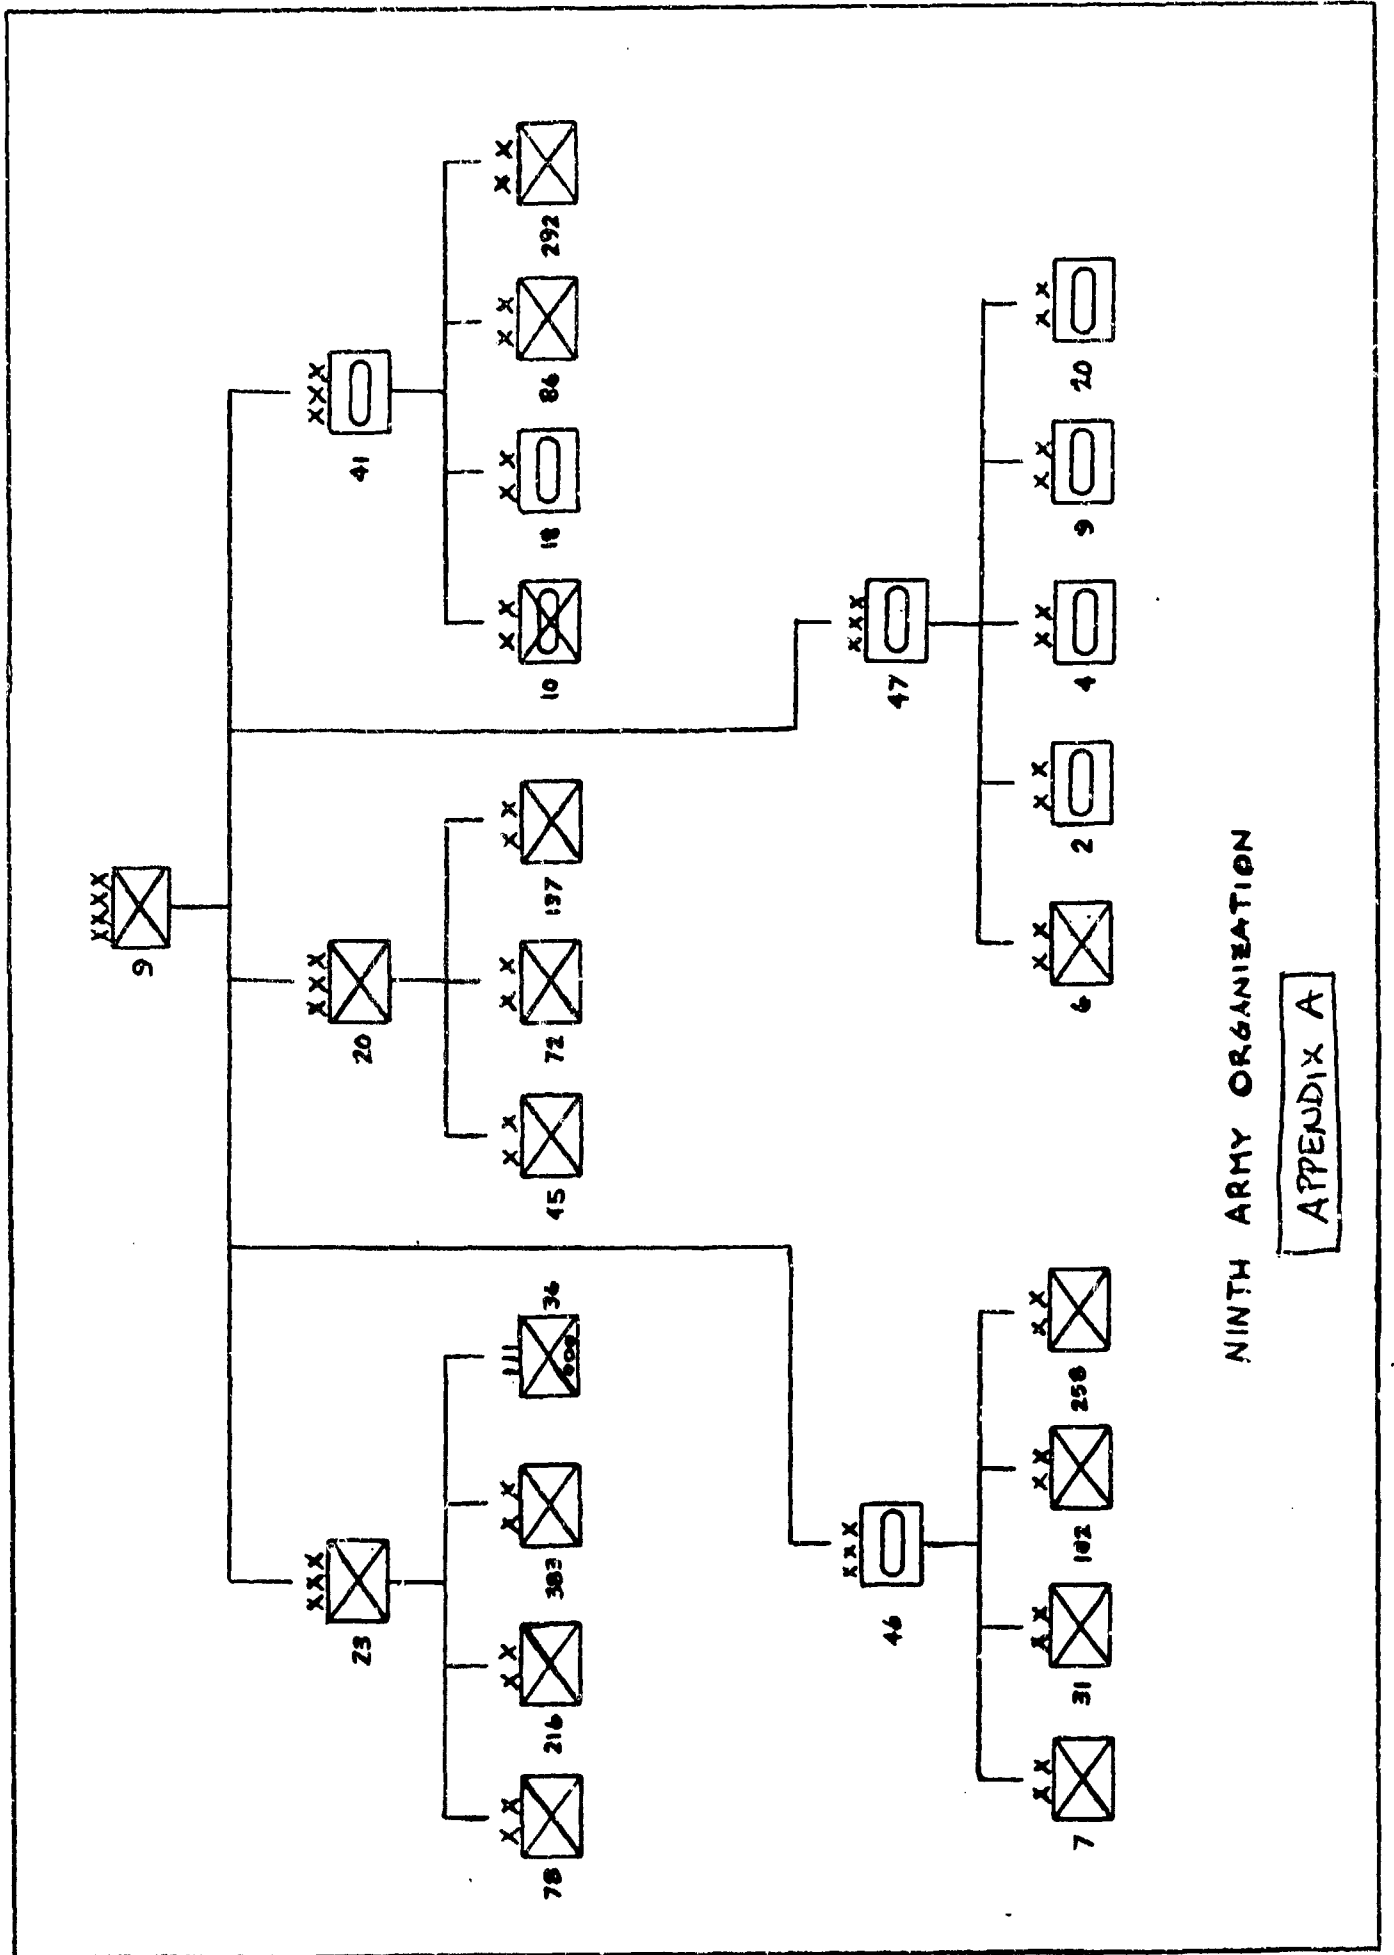 XXXX
9
XXX XXX XXX
23 20 41
XX XX XX III XX XX XX XX XX XX XX
78 216 383 36 45 72 137 10 18 86 292
XXX XXX
46 47
XX XX XX XX XX XX XX XX XX
7 31 102 258 6 2 4 9 20
NINTH ARMY ORGANIZATION
APPENDIX A